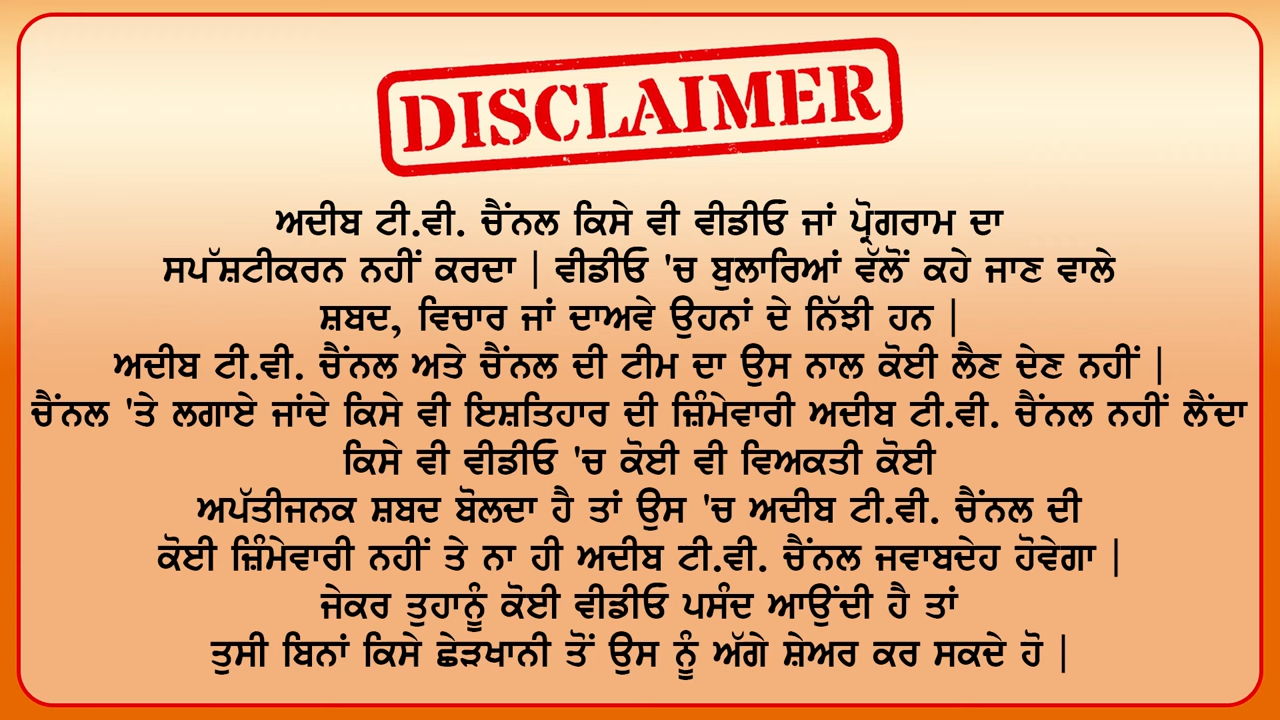 DISCLAIMER
ਅਦੀਬ ਟੀ.ਵੀ. ਚੈਂਨਲ ਕਿਸੇ ਵੀ ਵੀਡੀਓ ਜਾਂ ਪ੍ਰੋਗਰਾਮ ਦਾ
ਸਪੱਸ਼ਟੀਕਰਨ ਨਹੀਂ ਕਰਦਾ | ਵੀਡੀਓ 'ਚ ਬੁਲਾਰਿਆਂ ਵੱਲੋਂ ਕਹੇ ਜਾਣ ਵਾਲੇ
ਸ਼ਬਦ, ਵਿਚਾਰ ਜਾਂ ਦਾਅਵੇ ਉਹਨਾਂ ਦੇ ਨਿੱਝੀ ਹਨ |
ਅਦੀਬ ਟੀ.ਵੀ. ਚੈਂਨਲ ਅਤੇ ਚੈਂਨਲ ਦੀ ਟੀਮ ਦਾ ਉਸ ਨਾਲ ਕੋਈ ਲੈਣ ਦੇਣ ਨਹੀਂ |
ਚੈਂਨਲ 'ਤੇ ਲਗਾਏ ਜਾਂਦੇ ਕਿਸੇ ਵੀ ਇਸ਼ਤਿਹਾਰ ਦੀ ਜ਼ਿੰਮੇਵਾਰੀ ਅਦੀਬ ਟੀ.ਵੀ. ਚੈਂਨਲ ਨਹੀਂ ਲੈਂਦਾ
ਕਿਸੇ ਵੀ ਵੀਡੀਓ 'ਚ ਕੋਈ ਵੀ ਵਿਅਕਤੀ ਕੋਈ
ਅਪੱਤੀਜਨਕ ਸ਼ਬਦ ਬੋਲਦਾ ਹੈ ਤਾਂ ਉਸ 'ਚ ਅਦੀਬ ਟੀ.ਵੀ. ਚੈਂਨਲ ਦੀ
ਕੋਈ ਜ਼ਿੰਮੇਵਾਰੀ ਨਹੀਂ ਤੇ ਨਾ ਹੀ ਅਦੀਬ ਟੀ.ਵੀ. ਚੈਂਨਲ ਜਵਾਬਦੇਹ ਹੋਵੇਗਾ |
ਜੇਕਰ ਤੁਹਾਨੂੰ ਕੋਈ ਵੀਡੀਓ ਪਸੰਦ ਆਉਂਦੀ ਹੈ ਤਾਂ
ਤੁਸੀ ਬਿਨਾਂ ਕਿਸੇ ਛੇੜਖਾਨੀ ਤੋਂ ਉਸ ਨੂੰ ਅੱਗੇ ਸ਼ੇਅਰ ਕਰ ਸਕਦੇ ਹੋ |